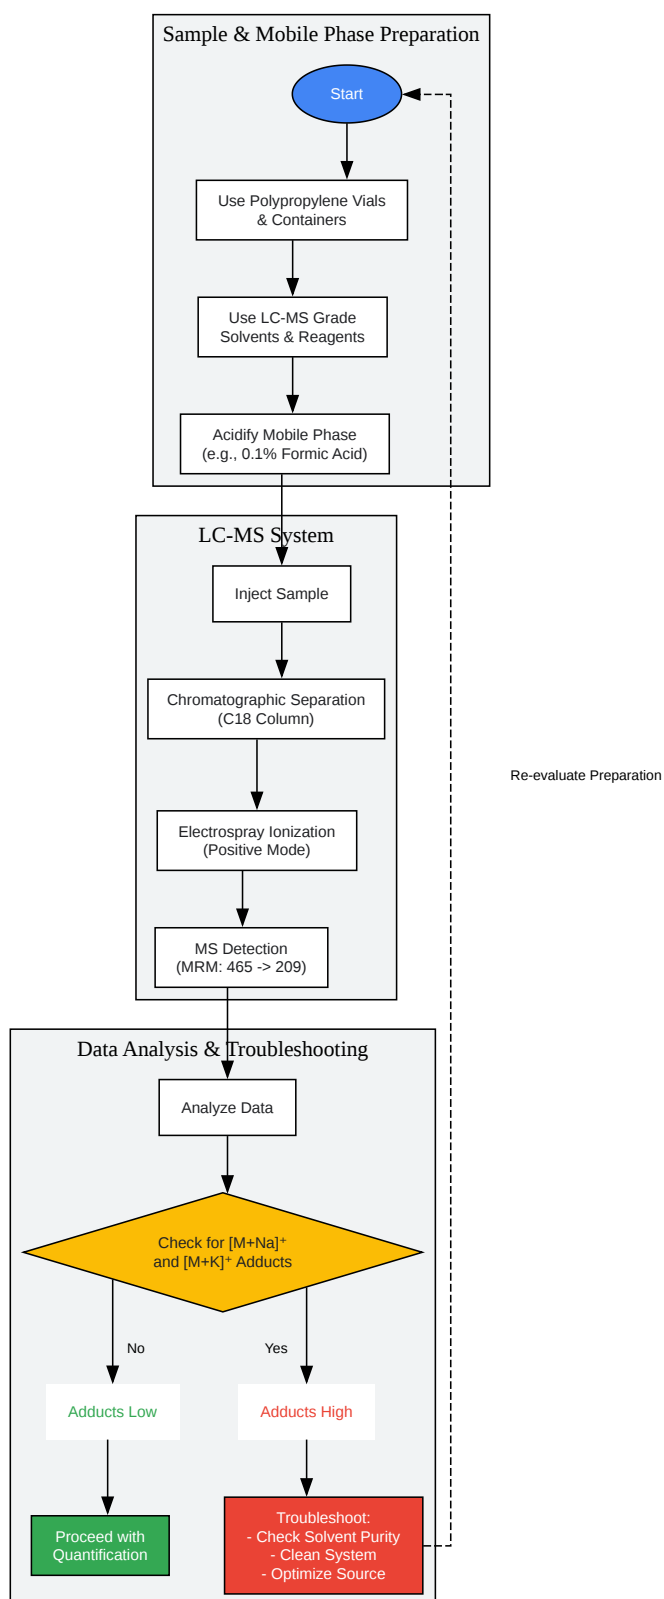 Sample & Mobile Phase Preparation
Start
Use Polypropylene Vials
& Containers
Use LC-MS Grade
Solvents & Reagents
Acidify Mobile Phase
(e.g., 0.1% Formic Acid)
LC-MS System
Inject Sample
Chromatographic Separation
(C18 Column)
Re-evaluate Preparation
Electrospray Ionization
(Positive Mode)
MS Detection
(MRM: 465 -> 209)
Data Analysis & Troubleshooting
Analyze Data
Check for [M+Na]⁺
and [M+K]⁺ Adducts
No
Yes
Adducts Low
Adducts High
Proceed with
Quantification
Troubleshoot:
- Check Solvent Purity
- Clean System
- Optimize Source